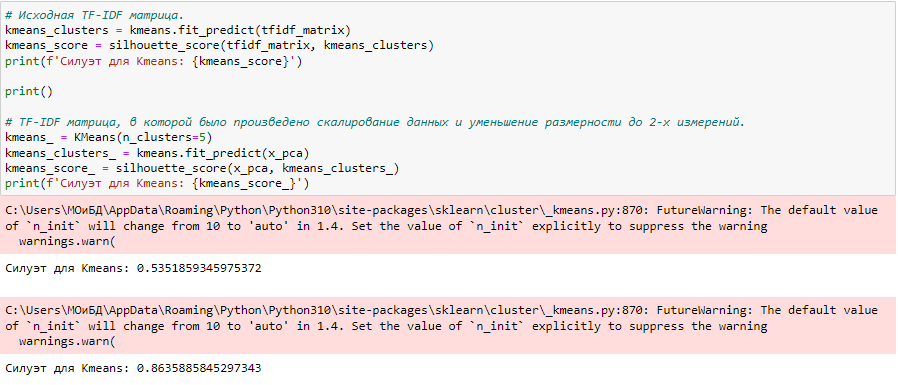 # Исходная TF-IDF матрица.
kmeans_clusters = kmeans.fit_predict(tfidf_matrix)
kmeans_score = silhouette_score(tfidf_matrix, kmeans_clusters)
print(f'Силуэт для Kmeans: {kmeans_score}')
print()
# TF-IDF матрица, в которой было произведено скалирование данных и уменьшение размерности до 2-х измерений.
kmeans_ = KMeans(n_clusters=5)
kmeans_clusters_ = kmeans.fit_predict(x_pca)
kmeans_score_ = silhouette_score(x_pca, kmeans_clusters_)
print(f'Силуэт для Kmeans: {kmeans_score_}')
C:\Users\МОиБД\AppData\Roaming\Python\Python310\site-packages\sklearn\cluster\_kmeans.py:870: FutureWarning: The default value
of `n_init` will change from 10 to 'auto' in 1.4. Set the value of `n_init` explicitly to suppress the warning
warnings.warn(
Силуэт для Kmeans: 0.5351859345975372
C:\Users\МОиБД\AppData\Roaming\Python\Python310\site-packages\sklearn\cluster\_kmeans.py:870: FutureWarning: The default value
of `n_init` will change from 10 to 'auto' in 1.4. Set the value of `n_init` explicitly to suppress the warning
warnings.warn(
Силуэт для Kmeans: 0.8635885845297343